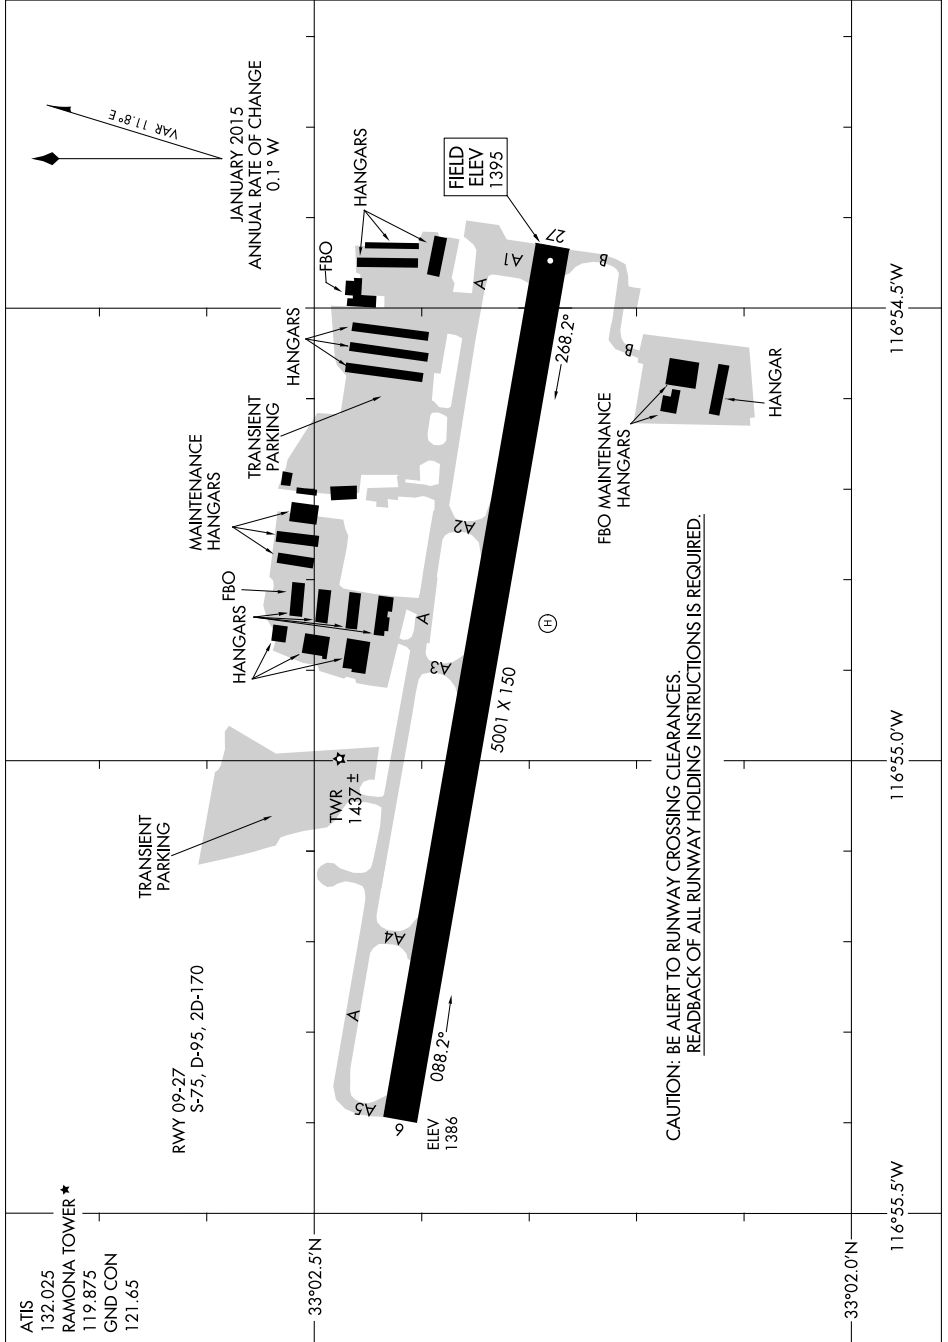 ATIS
132.025
RAMONA TOWER★
119.875
GND CON
121.65
RWY 09-27
S-75, D-95, 2D-170
TRANSIENT
PARKING
TWR
1437 ±
HANGARS
FBO
MAINTENANCE
HANGARS
TRANSIENT
PARKING
HANGARS
FBO
HANGARS
JANUARY 2015
ANNUAL RATE OF CHANGE
0.1° W
VAR 11.8° E
FIELD
ELEV
1395
A5
A
A4
A3
A
A2
A
A1
27
B
B
9
ELEV
1386
088.2°
5001 X 150
268.2°
H
FBO MAINTENANCE
HANGARS
HANGAR
CAUTION: BE ALERT TO RUNWAY CROSSING CLEARANCES.
READBACK OF ALL RUNWAY HOLDING INSTRUCTIONS IS REQUIRED.
33°02.5'N
33°02.0'N
116°55.5'W
116°55.0'W
116°54.5'W